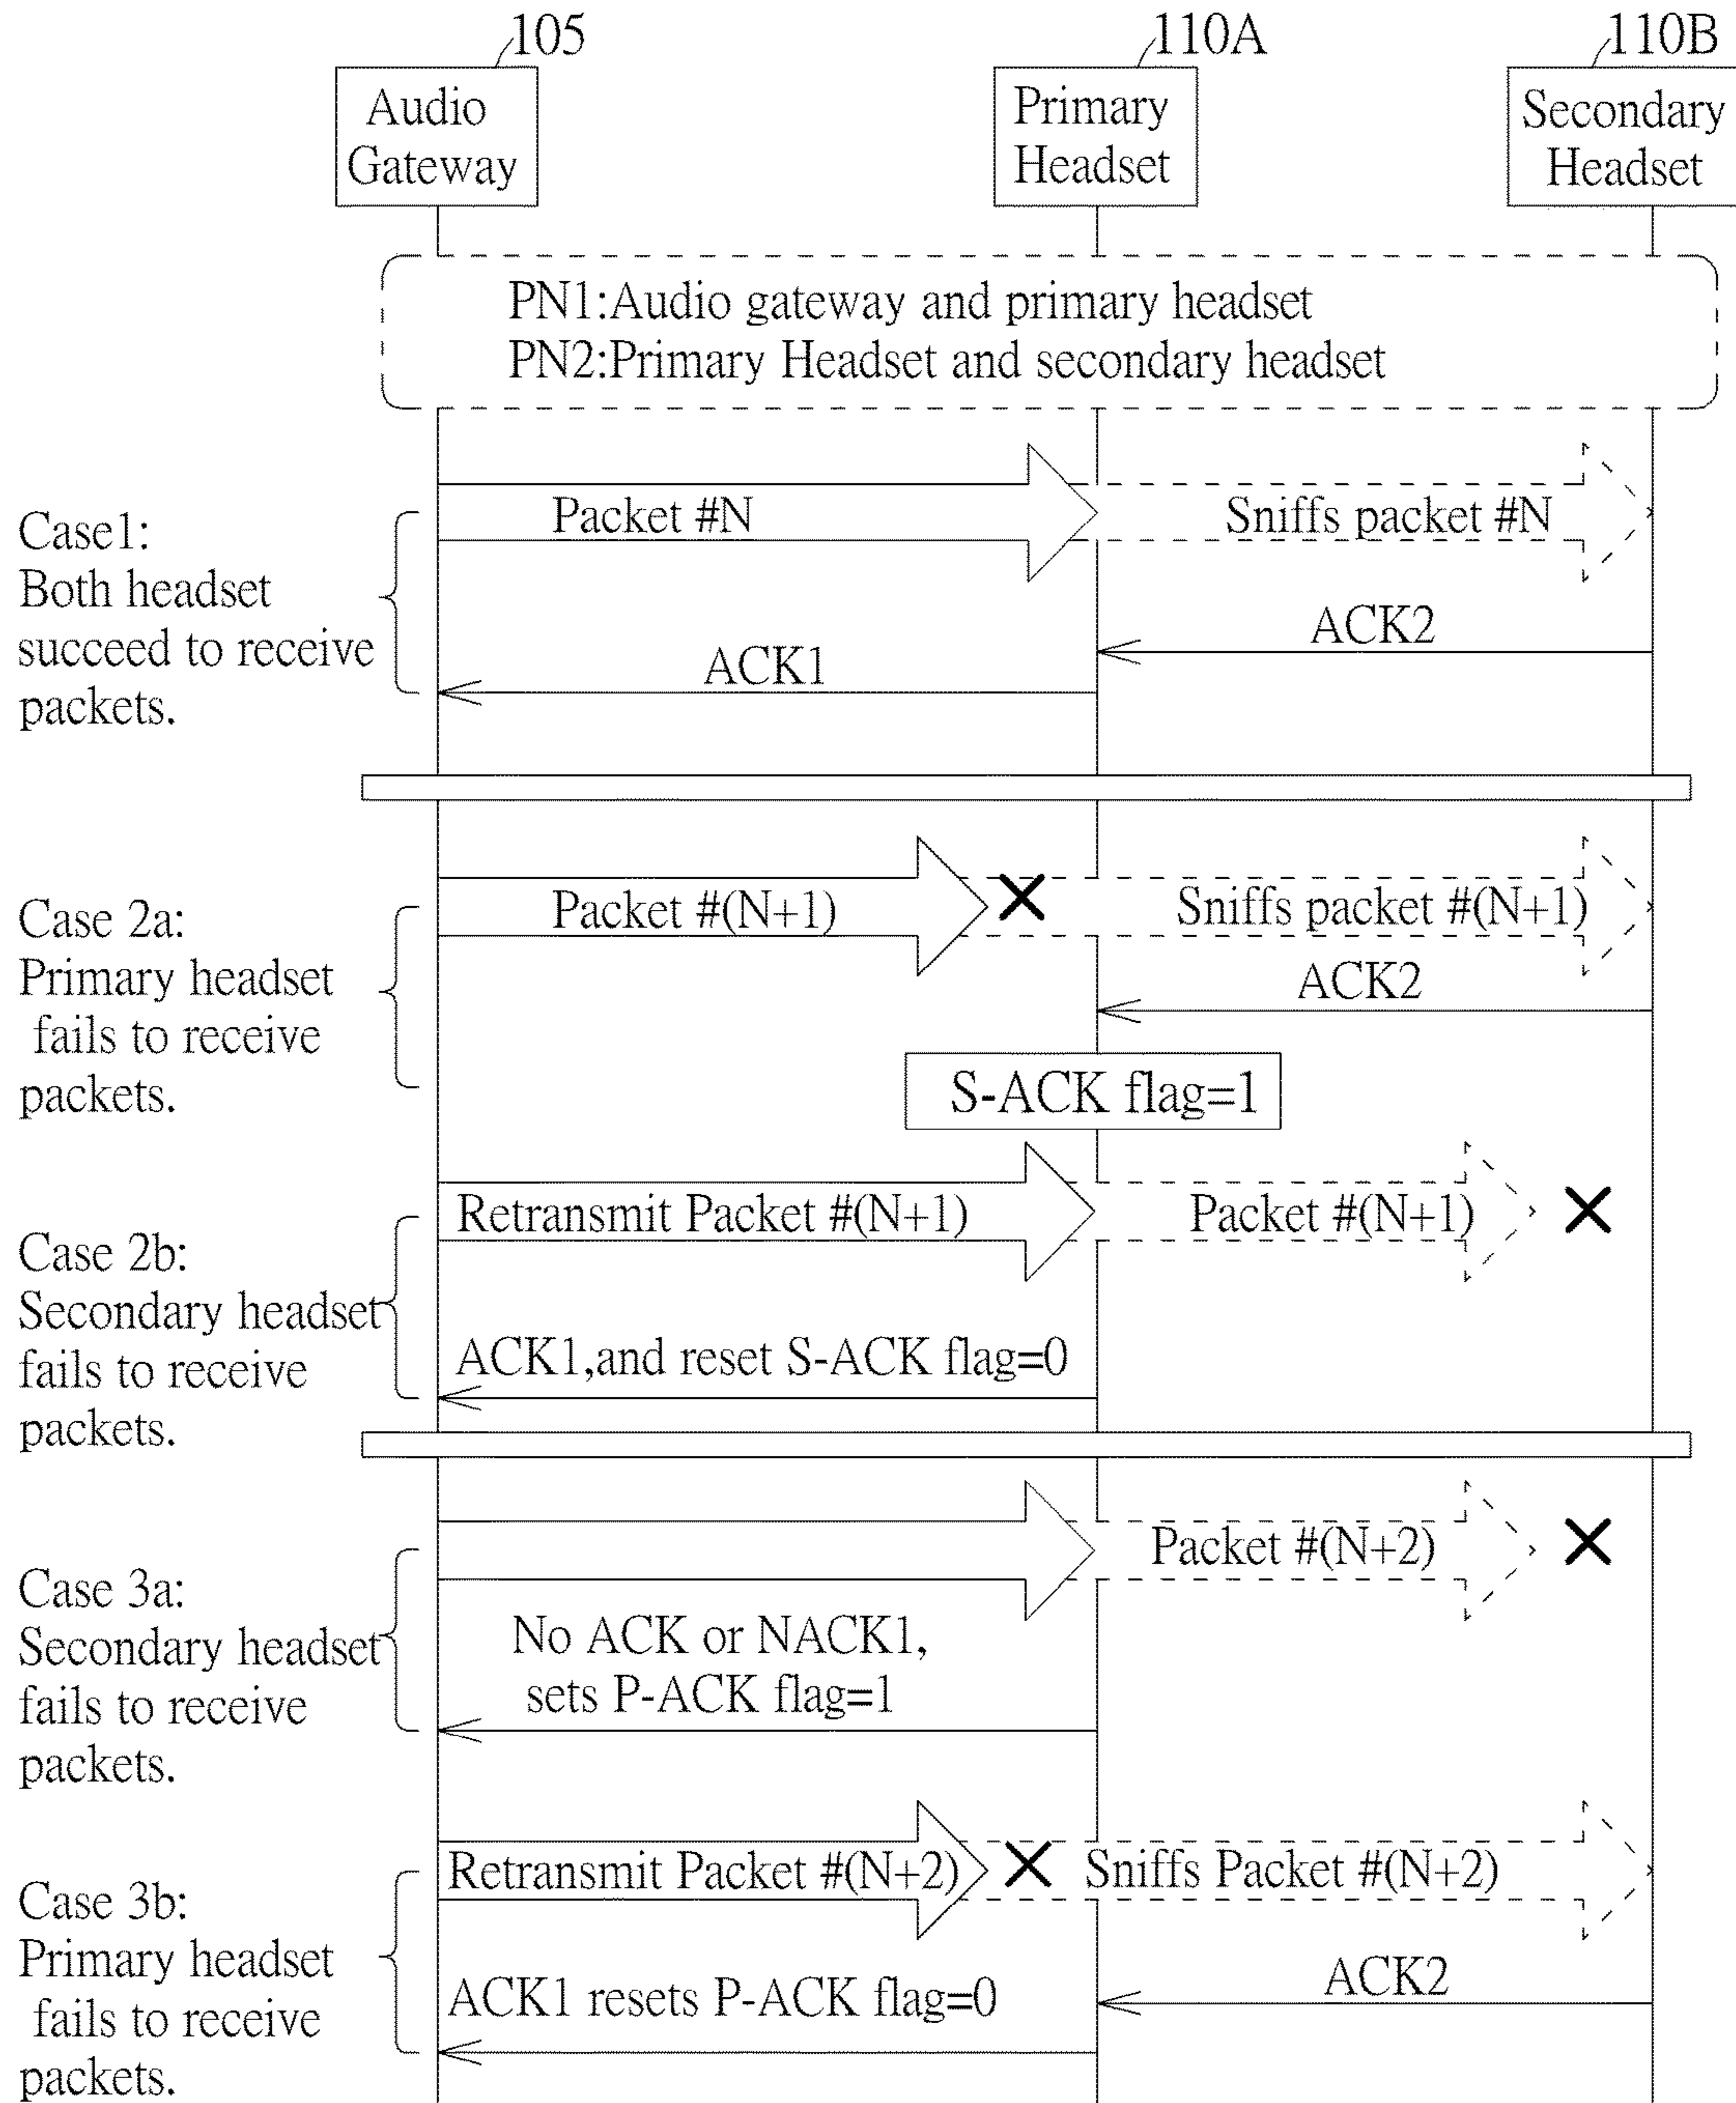 105
110A
110B
Audio
Gateway
Primary
Headset
Secondary
Headset
PN1:Audio gateway and primary headset
PN2:Primary Headset and secondary headset
Case1:
Both headset
succeed to receive
packets.
Packet #N
Sniffs packet #N
ACK2
ACK1
Case 2a:
Primary headset
fails to receive
packets.
Packet #(N+1)
Sniffs packet #(N+1)
ACK2
S-ACK flag=1
Case 2b:
Secondary headset
fails to receive
packets.
Retransmit Packet #(N+1)
Packet #(N+1)
ACK1,and reset S-ACK flag=0
Case 3a:
Secondary headset
fails to receive
packets.
Packet #(N+2)
No ACK or NACK1,
sets P-ACK flag=1
Case 3b:
Primary headset
fails to receive
packets.
Retransmit Packet #(N+2)
Sniffs Packet #(N+2)
ACK2
ACK1 resets P-ACK flag=0